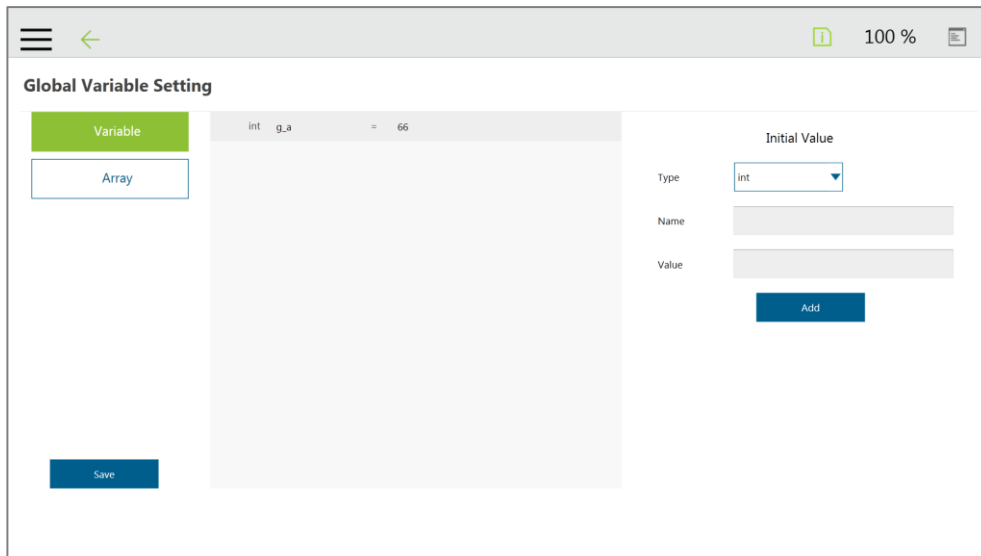 100 %
Global Variable Setting
Variable
Array
Save
int g_a = 66
Initial Value
Type int
Name
Value
Add